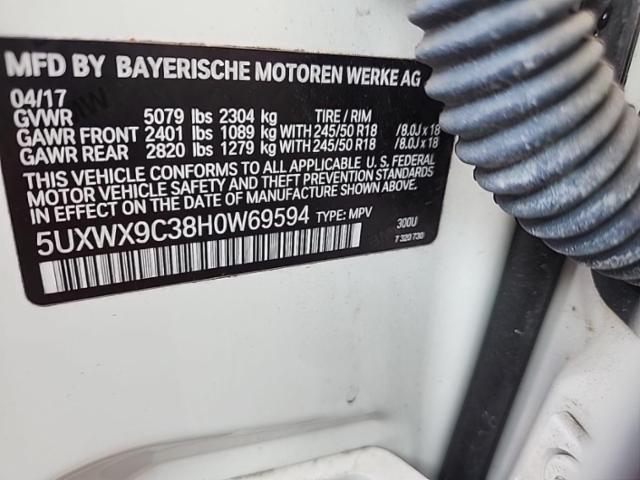 MFD BY BAYERISCHE MOTOREN WERKE AG
04/17
GVWR 5079 lbs 2304 kg TIRE / RIM
GAWR FRONT 2401 lbs 1089 kg WITH 245/50 R18 /8.0J x 18
GAWR REAR 2820 lbs 1279 kg WITH 245/50 R18 /8.0J x 18
THIS VEHICLE CONFORMS TO ALL APPLICABLE U. S. FEDERAL
MOTOR VEHICLE SAFETY AND THEFT PREVENTION STANDARDS
IN EFFECT ON THE DATE OF MANUFACTURE SHOWN ABOVE.
5UXWX9C38H0W69594 TYPE: MPV 300U
7 320 730